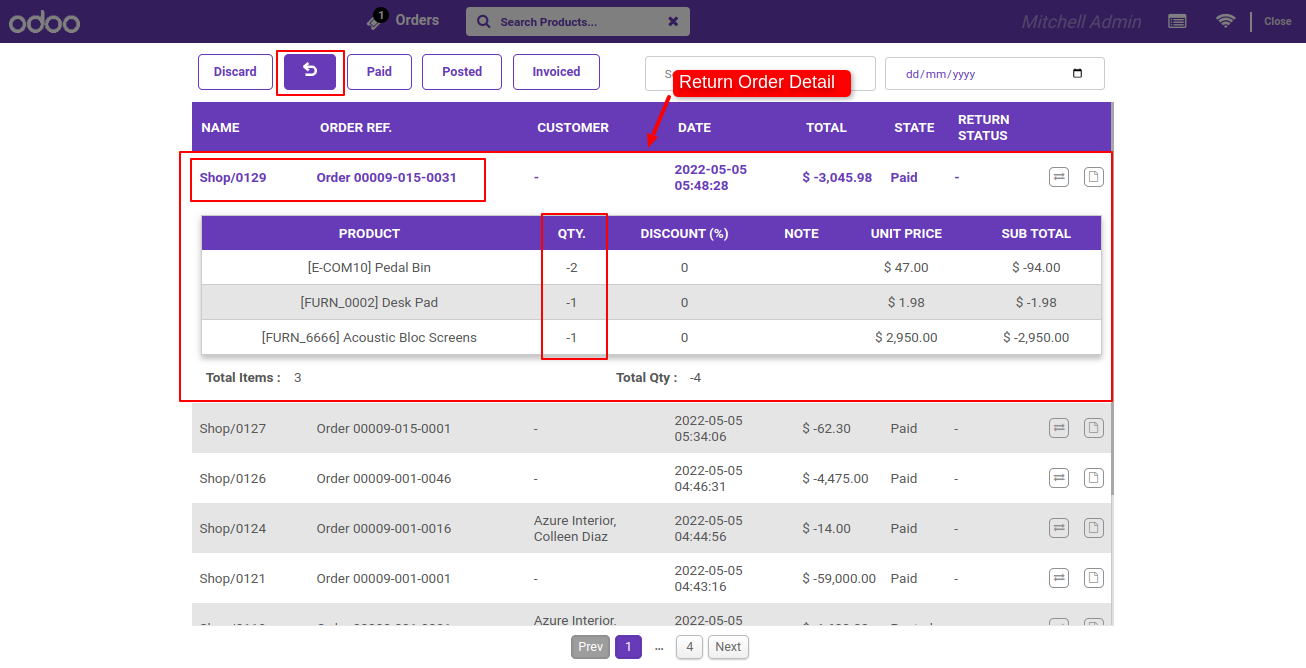 odoo 1 Orders Search Products... Mitchell Admin Close
Discard Paid Posted Invoiced dd/mm/yyyy
Return Order Detail
NAME ORDER REF. CUSTOMER DATE TOTAL STATE RETURN
STATUS
Shop/0129 Order 00009-015-0031 - 2022-05-05
05:48:28 $ -3,045.98 Paid -
PRODUCT QTY. DISCOUNT (%) NOTE UNIT PRICE SUB TOTAL
[E-COM10] Pedal Bin -2 0 $ 47.00 $ -94.00
[FURN_0002] Desk Pad -1 0 $ 1.98 $ -1.98
[FURN_6666] Acoustic Bloc Screens -1 0 $ 2,950.00 $ -2,950.00
Total Items : 3 Total Qty : -4
Shop/0127 Order 00009-015-0001 - 2022-05-05
05:34:06 $ -62.30 Paid -
Shop/0126 Order 00009-001-0046 - 2022-05-05
04:46:31 $ -4,475.00 Paid -
Shop/0124 Order 00009-001-0016 Azure Interior,
Colleen Diaz 2022-05-05
04:44:56 $ -14.00 Paid -
Shop/0121 Order 00009-001-0001 - 2022-05-05
04:43:16 $ -59,000.00 Paid -
Azure Interior, 2022-05-05
Prev 1 ... 4 Next